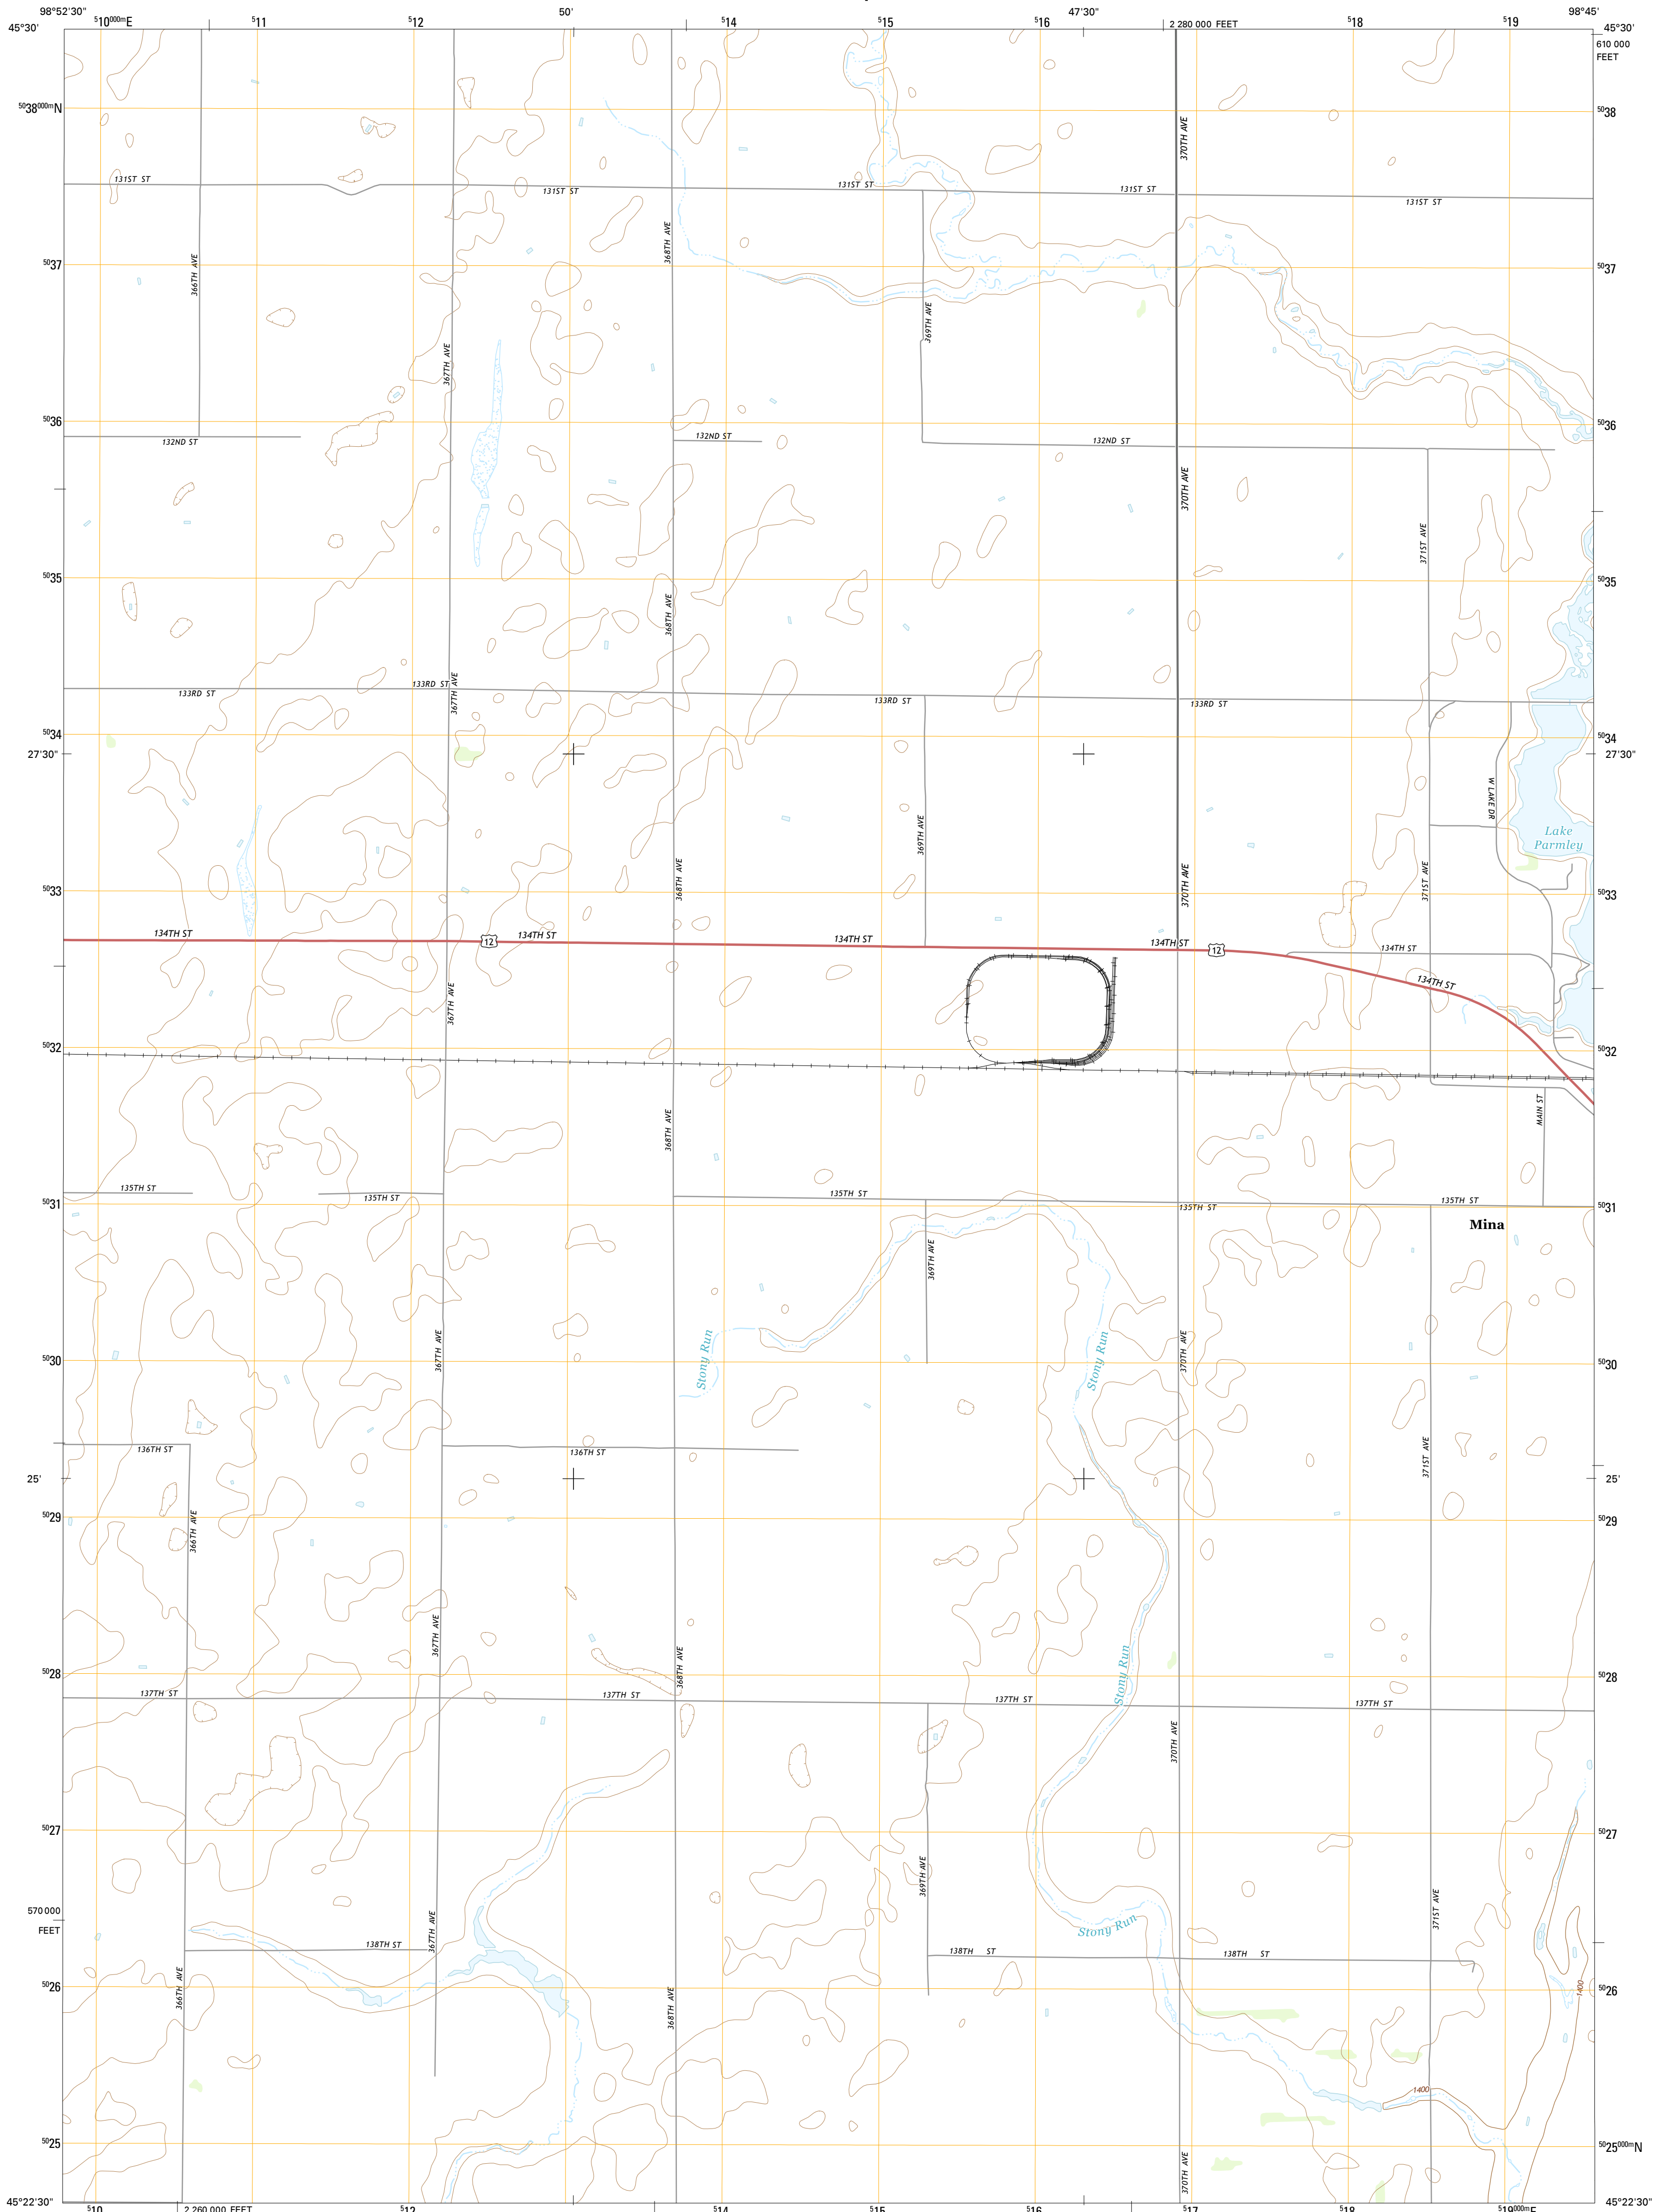 98°52'30" 510000mE 511 512 50' 514 515 516 47'30" 2 280 000 FEET 518 519 98°45'
45°30' 45°30'
610 000
FEET
5038000mN 5038
370TH AVE
131ST ST 131ST ST 131ST ST 131ST ST 131ST ST
366TH AVE 368TH AVE
5037 5037
369TH AVE
367TH AVE
5036 5036
132ND ST 132ND ST 132ND ST
370TH AVE
371ST AVE
5035 5035
368TH AVE
133RD ST 133RD ST 133RD ST 133RD ST
367TH AVE
5034 5034
27'30" 27'30"
W LAKE DR
369TH AVE
Lake
Parmley
368TH AVE 370TH AVE 371ST AVE
5033 5033
134TH ST 12 134TH ST 134TH ST 134TH ST 12 134TH ST
134TH ST
367TH AVE
5032 5032
368TH AVE MAIN ST
135TH ST 135TH ST 135TH ST 135TH ST 135TH ST
5031 5031
Mina
369TH AVE
367TH AVE Stony Run Stony Run 370TH AVE
5030 5030
136TH ST 136TH ST
371ST AVE
25' 25'
366TH AVE
5029 5029
367TH AVE 368TH AVE Stony Run
5028 5028
137TH ST 137TH ST 137TH ST 137TH ST
370TH AVE
5027 5027
369TH AVE
371ST AVE
570 000
FEET
367TH AVE Stony Run
138TH ST 138TH ST 138TH ST
366TH AVE 368TH AVE 1400
5026 5026
1400
5025 5025000mN
370TH AVE
45°22'30" 45°22'30"
510 2 260 000 FEET 512 514 515 516 517 518 519000mE